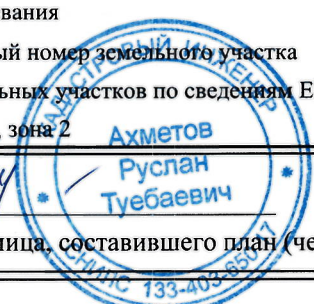 вания
ый номер земельного участка
льных участков по сведениям Е
, зона 2
КАДАСТРОВЫЙ ИНЖЕНЕР
Ахметов
Руслан
Туебаевич
лица, составившего план (че
СНИЛС 133-403-650